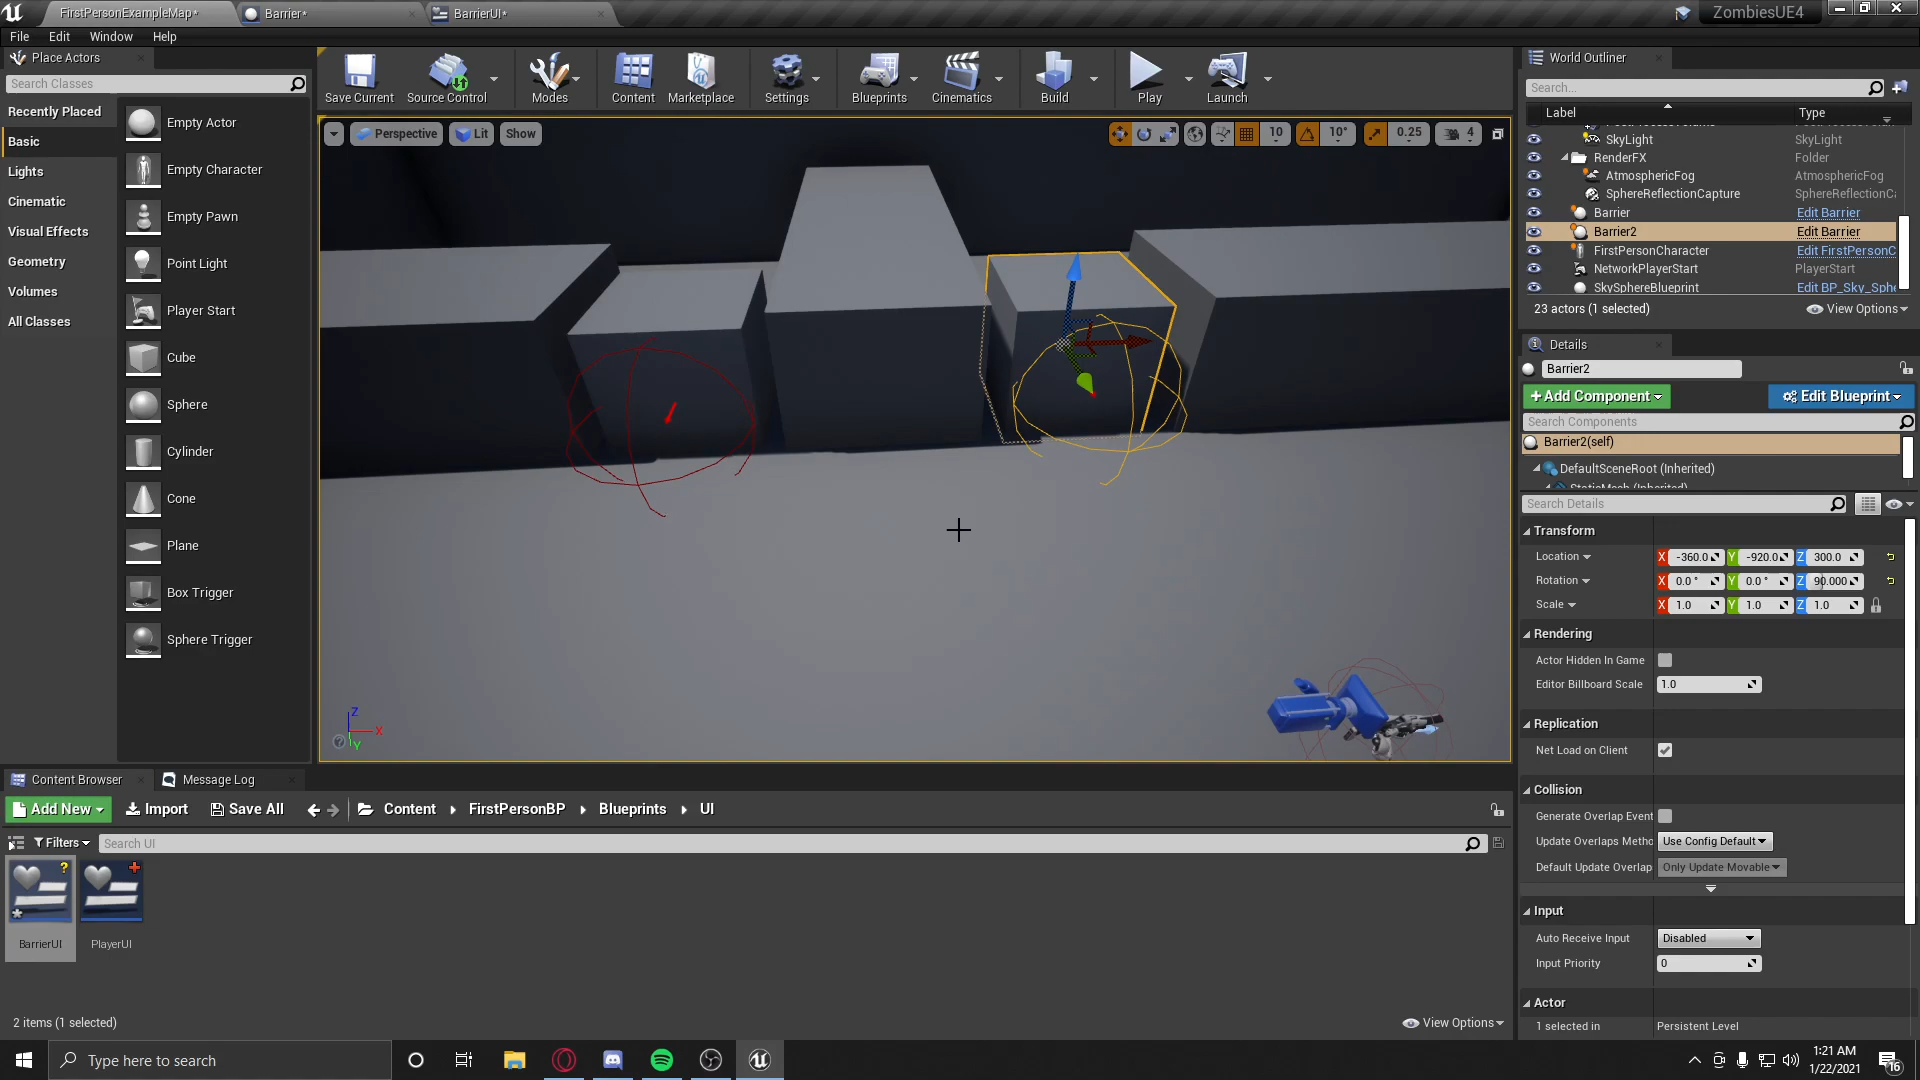 FirstPersonExampleMap*
Barrier*
BarrierUI*
ZombiesUE4
File Edit Window Help
Place Actors
Search Classes
Recently Placed
Basic
Lights
Cinematic
Visual Effects
Geometry
Volumes
All Classes
Empty Actor
Empty Character
Empty Pawn
Point Light
Player Start
Cube
Sphere
Cylinder
Cone
Plane
Box Trigger
Sphere Trigger
Save Current
Source Control
Modes
Content
Marketplace
Settings
Blueprints
Cinematics
Build
Play
Launch
Perspective
Lit
Show
10
10°
0.25
4
Z
X
Y
World Outliner
Search...
Label Type
SkyLight SkyLight
RenderFX Folder
AtmosphericFog AtmosphericFog
SphereReflectionCapture SphereReflectionC
Barrier Edit Barrier
Barrier2 Edit Barrier
FirstPersonCharacter Edit FirstPersonC
NetworkPlayerStart PlayerStart
SkySphereBlueprint Edit BP_Sky_Sphe
23 actors (1 selected)
View Options
Details
Barrier2
+Add Component
Edit Blueprint
Search Components
Barrier2(self)
DefaultSceneRoot (Inherited)
StaticMesh (Inherited)
Search Details
Transform
Location X -360.0 Y -920.0 Z 300.0
Rotation X 0.0 ° Y 0.0 ° Z 90.000
Scale X 1.0 Y 1.0 Z 1.0
Rendering
Actor Hidden In Game
Editor Billboard Scale 1.0
Replication
Net Load on Client
Collision
Generate Overlap Event
Update Overlaps Metho Use Config Default
Default Update Overlap Only Update Movable
Input
Auto Receive Input Disabled
Input Priority 0
Actor
1 selected in Persistent Level
Content Browser
Message Log
Add New
Import
Save All
Content
FirstPersonBP
Blueprints
UI
Filters
Search UI
BarrierUI
PlayerUI
2 items (1 selected)
View Options
Type here to search
1:21 AM
1/22/2021
16